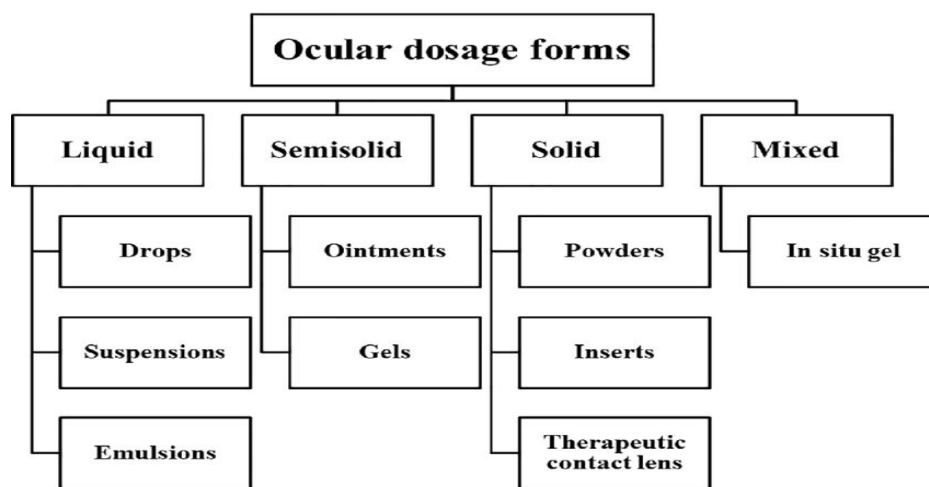 Ocular dosage forms
Liquid
Semisolid
Solid
Mixed
Drops
Ointments
Powders
In situ gel
Suspensions
Gels
Inserts
Emulsions
Therapeutic
contact lens